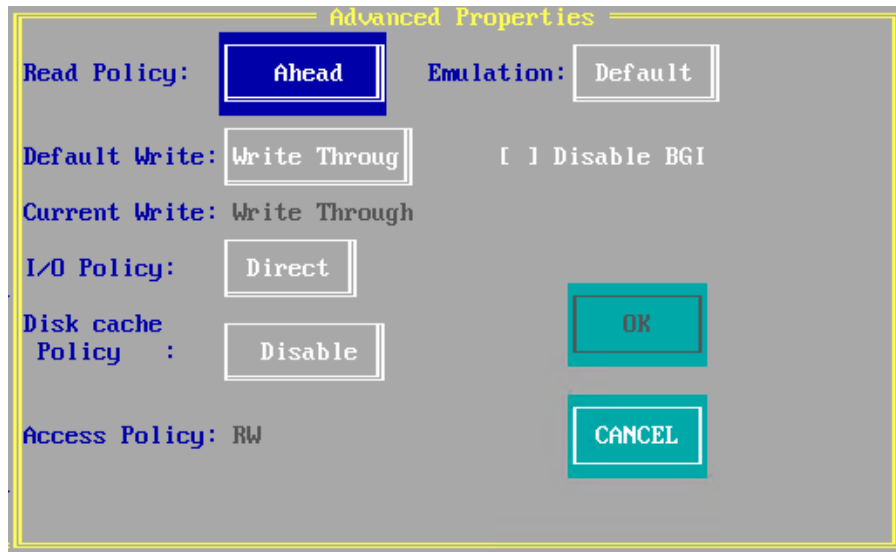 Advanced Properties
Read Policy: Ahead Emulation: Default
Default Write: Write Throug [ ] Disable BGI
Current Write: Write Through
I/O Policy: Direct
Disk cache
Policy : Disable
OK
Access Policy: RW CANCEL